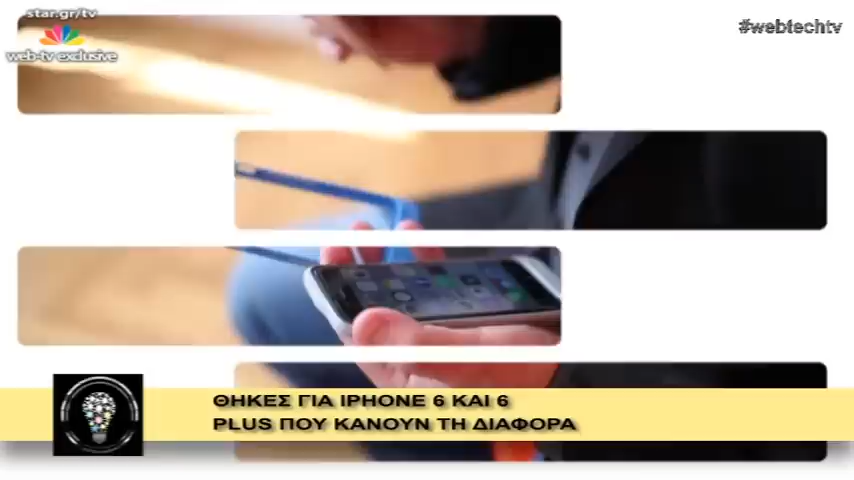 star.gr/tv
web-tv exclusive
#webtechtv
ΘΗΚΕΣ ΓΙΑ IPHONE 6 ΚΑΙ 6
PLUS ΠΟΥ ΚΑΝΟΥΝ ΤΗ ΔΙΑΦΟΡΑ